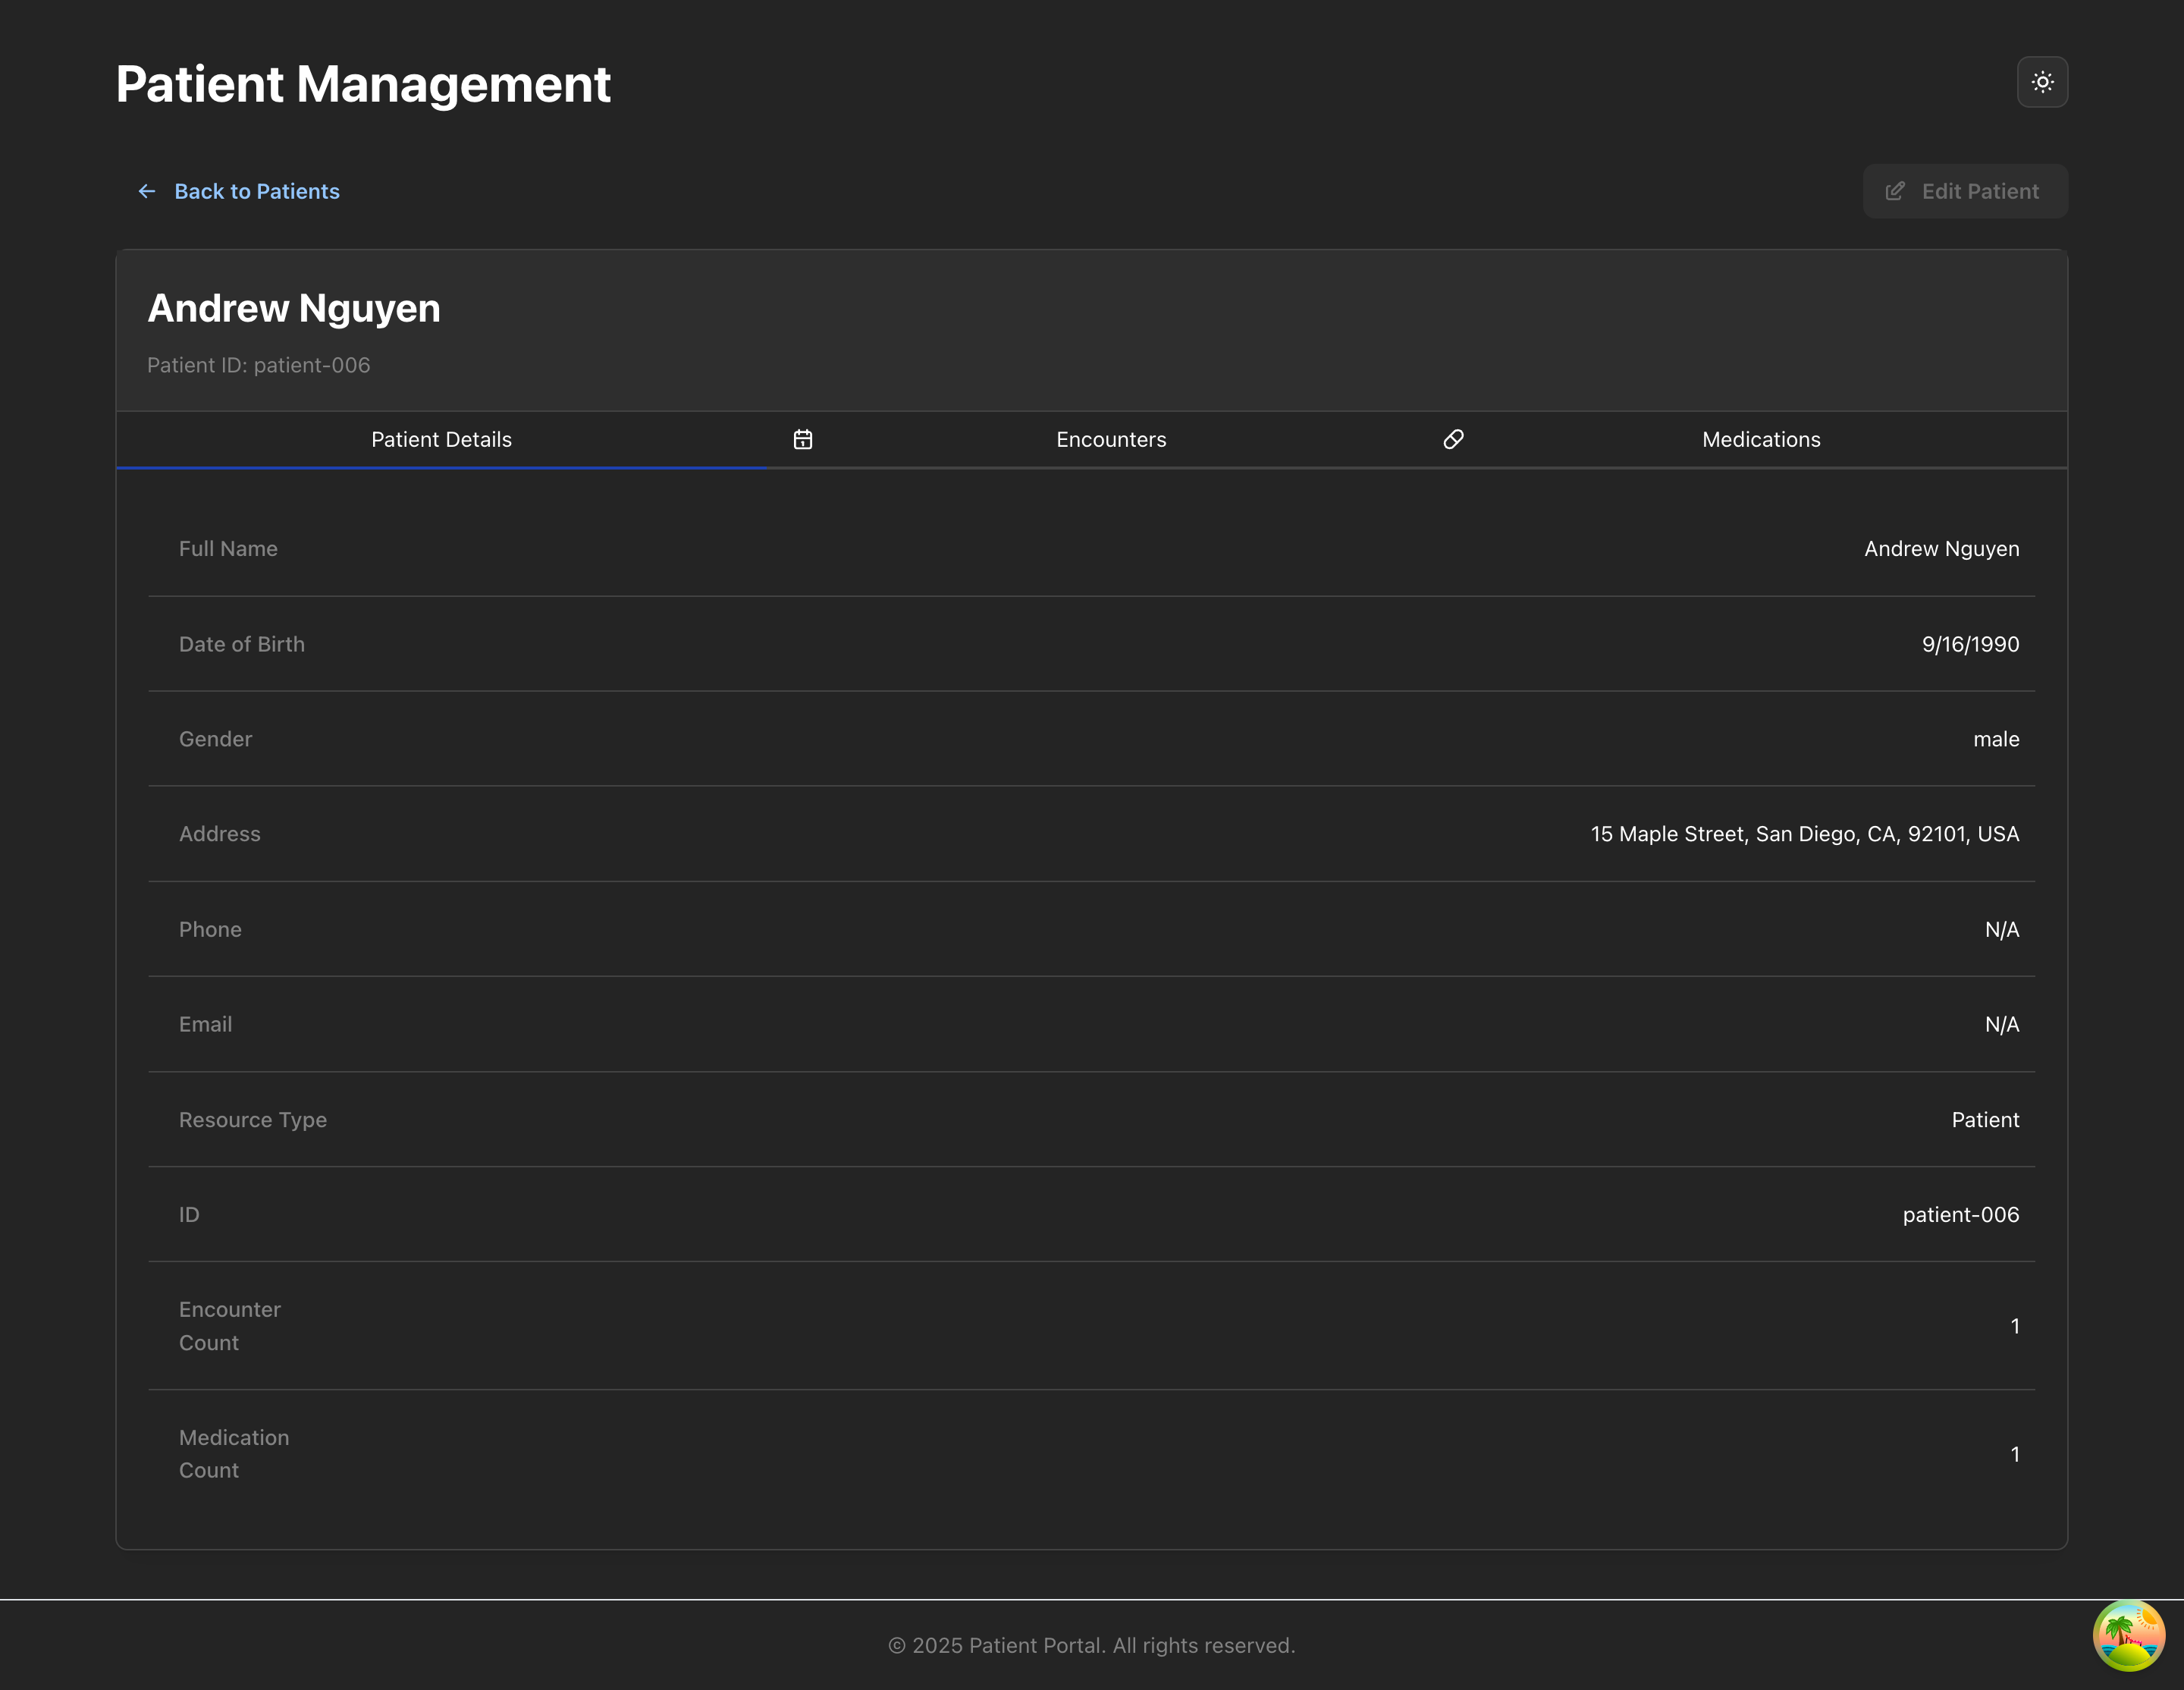 Patient Management
Back to Patients
Edit Patient
Andrew Nguyen
Patient ID: patient-006
Patient Details
Encounters
Medications
Full Name
Andrew Nguyen
Date of Birth
9/16/1990
Gender
male
Address
15 Maple Street, San Diego, CA, 92101, USA
Phone
N/A
Email
N/A
Resource Type
Patient
ID
patient-006
Encounter
Count
1
Medication
Count
1
© 2025 Patient Portal. All rights reserved.